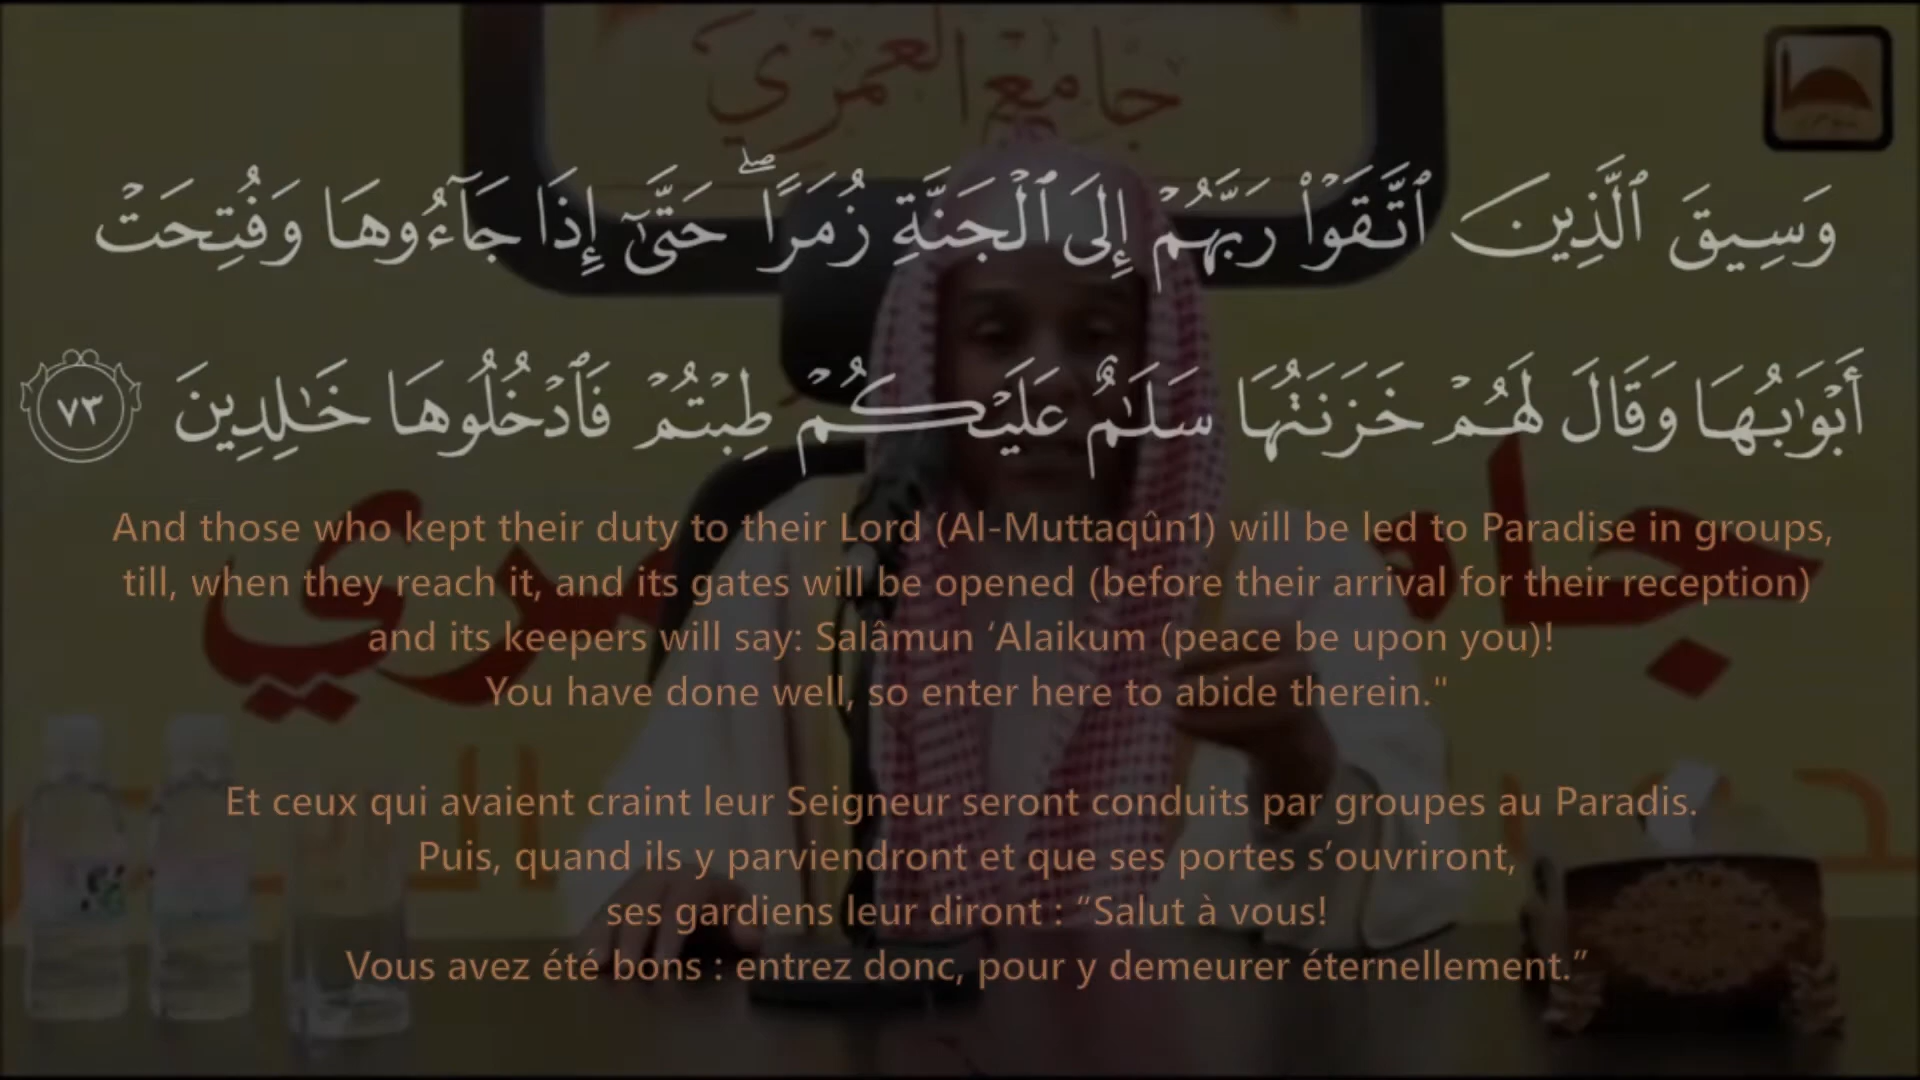 جامع العمري
وَسِيقَ ٱلَّذِينَ ٱتَّقَوۡاْ رَبَّهُمۡ إِلَى ٱلۡجَنَّةِ زُمَرًاۖ حَتَّىٰٓ إِذَا جَآءُوهَا وَفُتِحَتۡ
أَبۡوَٰبُهَا وَقَالَ لَهُمۡ خَزَنَتُهَا سَلَٰمٌ عَلَيۡكُمۡ طِبۡتُمۡ فَٱدۡخُلُوهَا خَٰلِدِينَ ٧٣
And those who kept their duty to their Lord (Al-Muttaqûn1) will be led to Paradise in groups,
till, when they reach it, and its gates will be opened (before their arrival for their reception)
and its keepers will say: Salâmun ‘Alaikum (peace be upon you)!
You have done well, so enter here to abide therein."
Et ceux qui avaient craint leur Seigneur seront conduits par groupes au Paradis.
Puis, quand ils y parviendront et que ses portes s’ouvriront,
ses gardiens leur diront : “Salut à vous!
Vous avez été bons : entrez donc, pour y demeurer éternellement.”